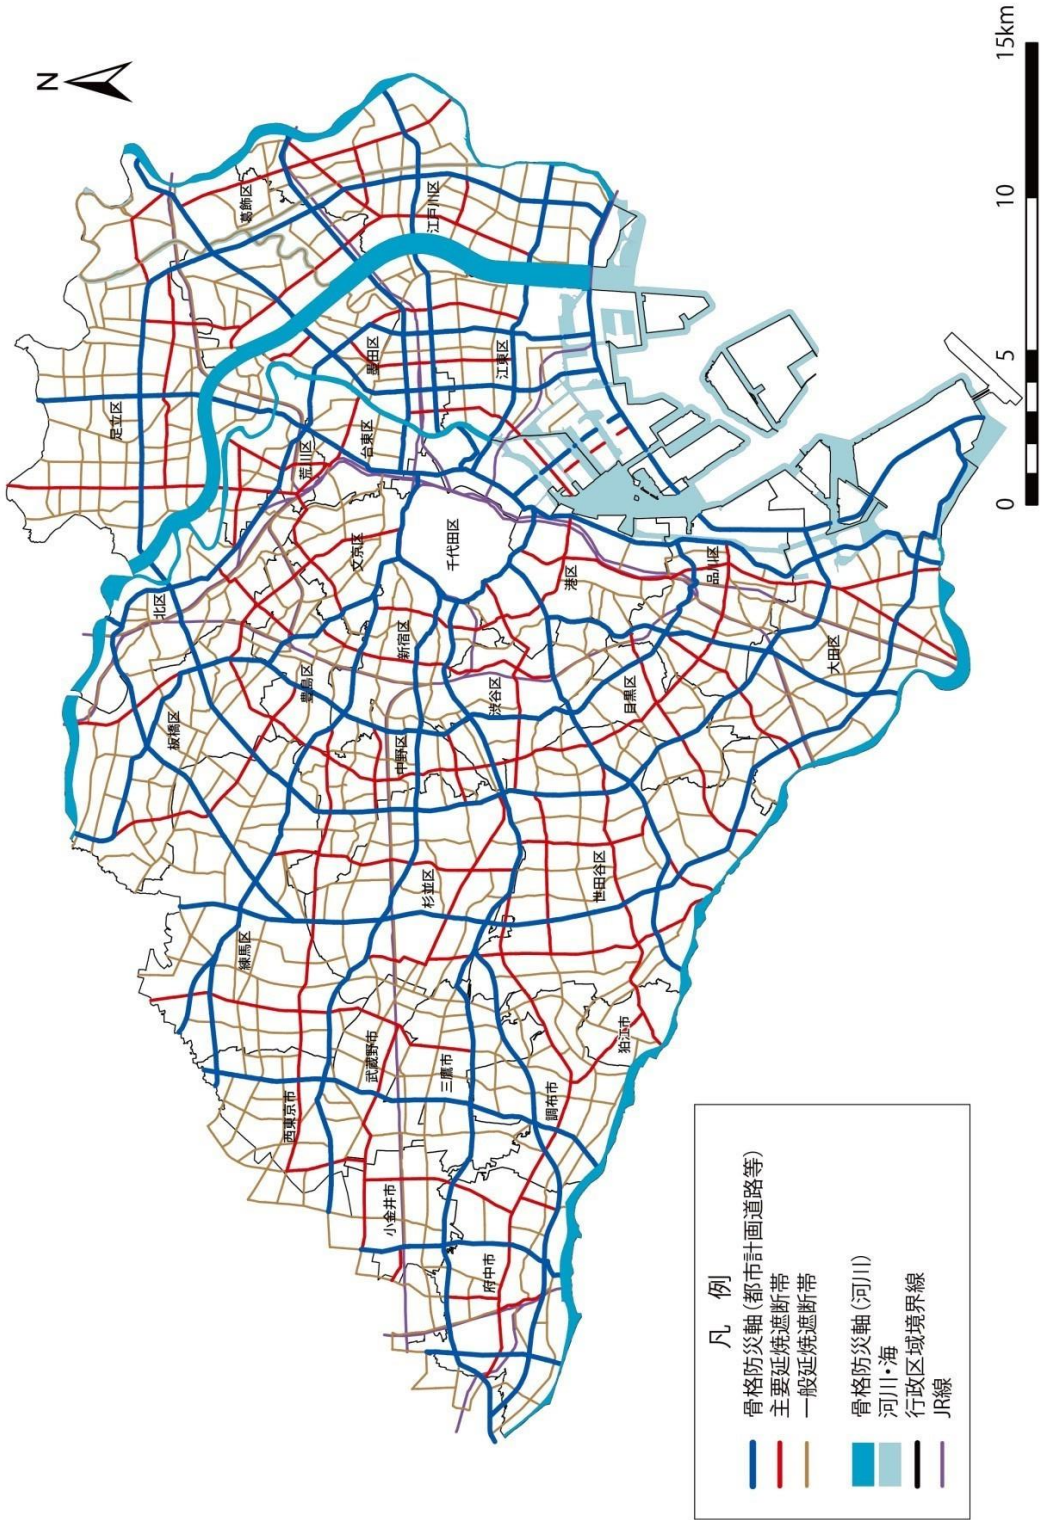 N
足立区
葛飾区
江戸川区
北区
荒川区
墨田区
板橋区
豊島区
文京区
台東区
江東区
練馬区
中野区
新宿区
千代田区
杉並区
渋谷区
港区
西東京市
武蔵野市
三鷹市
世田谷区
目黒区
品川区
小金井市
調布市
狛江市
大田区
府中市
凡 例
骨格防災軸(都市計画道路等)
主要延焼遮断帯
一般延焼遮断帯
骨格防災軸(河川)
河川・海
行政区域境界線
JR線
0 5 10 15km